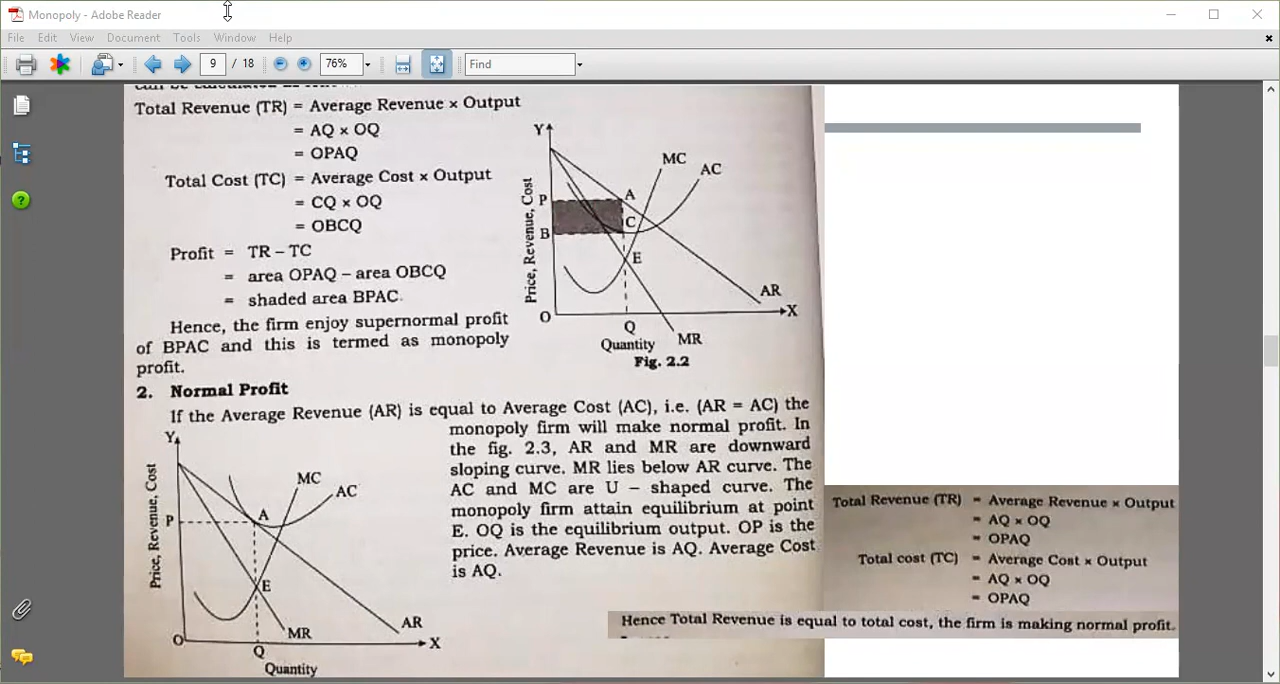 Monopoly - Adobe Reader
File Edit View Document Tools Window Help
9 / 18 76% Find
Total Revenue (TR) = Average Revenue × Output
= AQ × OQ
= OPAQ
Total Cost (TC) = Average Cost × Output
= CQ × OQ
= OBCQ
Profit = TR – TC
= area OPAQ – area OBCQ
= shaded area BPAC.
Hence, the firm enjoy supernormal profit
of BPAC and this is termed as monopoly
profit.
Y
MC
AC
P
A
C
B
E
AR
O
X
Q
MR
Price, Revenue, Cost
Quantity
Fig. 2.2
2. Normal Profit
If the Average Revenue (AR) is equal to Average Cost (AC), i.e. (AR = AC) the
monopoly firm will make normal profit. In
the fig. 2.3, AR and MR are downward
sloping curve. MR lies below AR curve. The
AC and MC are U – shaped curve. The
monopoly firm attain equilibrium at point
E. OQ is the equilibrium output. OP is the
price. Average Revenue is AQ. Average Cost
is AQ.
Y
MC
AC
P
A
E
AR
MR
O
X
Q
Price, Revenue, Cost
Quantity
Total Revenue (TR) = Average Revenue × Output
= AQ × OQ
= OPAQ
Total cost (TC) = Average Cost × Output
= AQ × OQ
= OPAQ
Hence Total Revenue is equal to total cost, the firm is making normal profit.